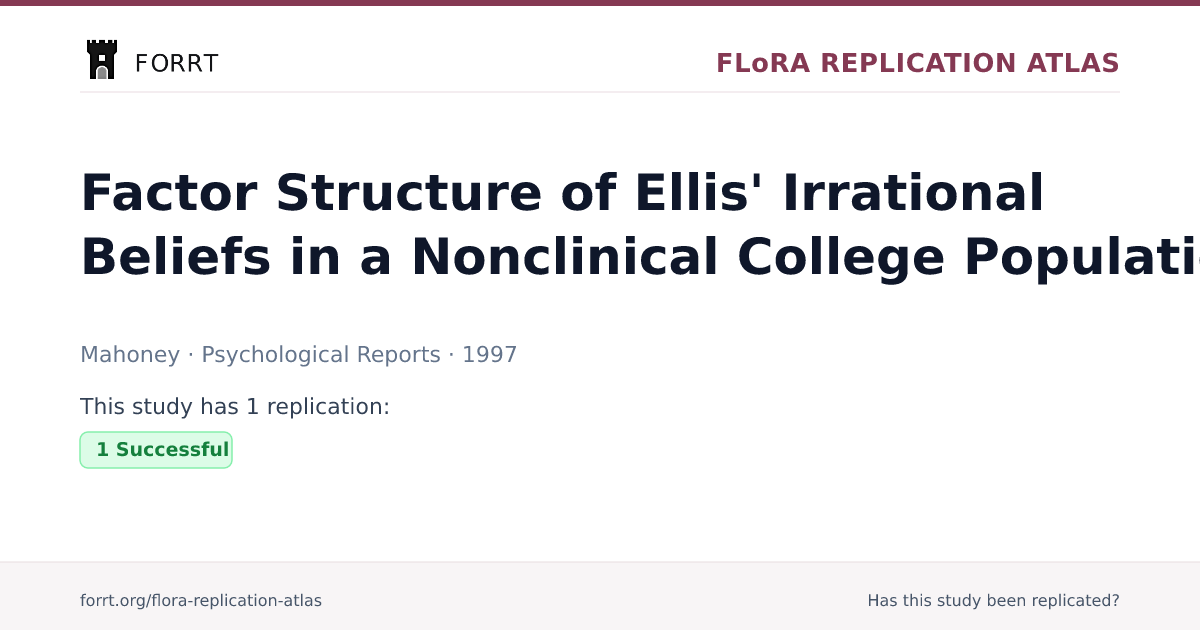 FORRT
FLoRA REPLICATION ATLAS
Factor Structure of Ellis' Irrational
Beliefs in a Nonclinical College Populati
Mahoney · Psychological Reports · 1997
This study has 1 replication:
1 Successful
forrt.org/flora-replication-atlas
Has this study been replicated?